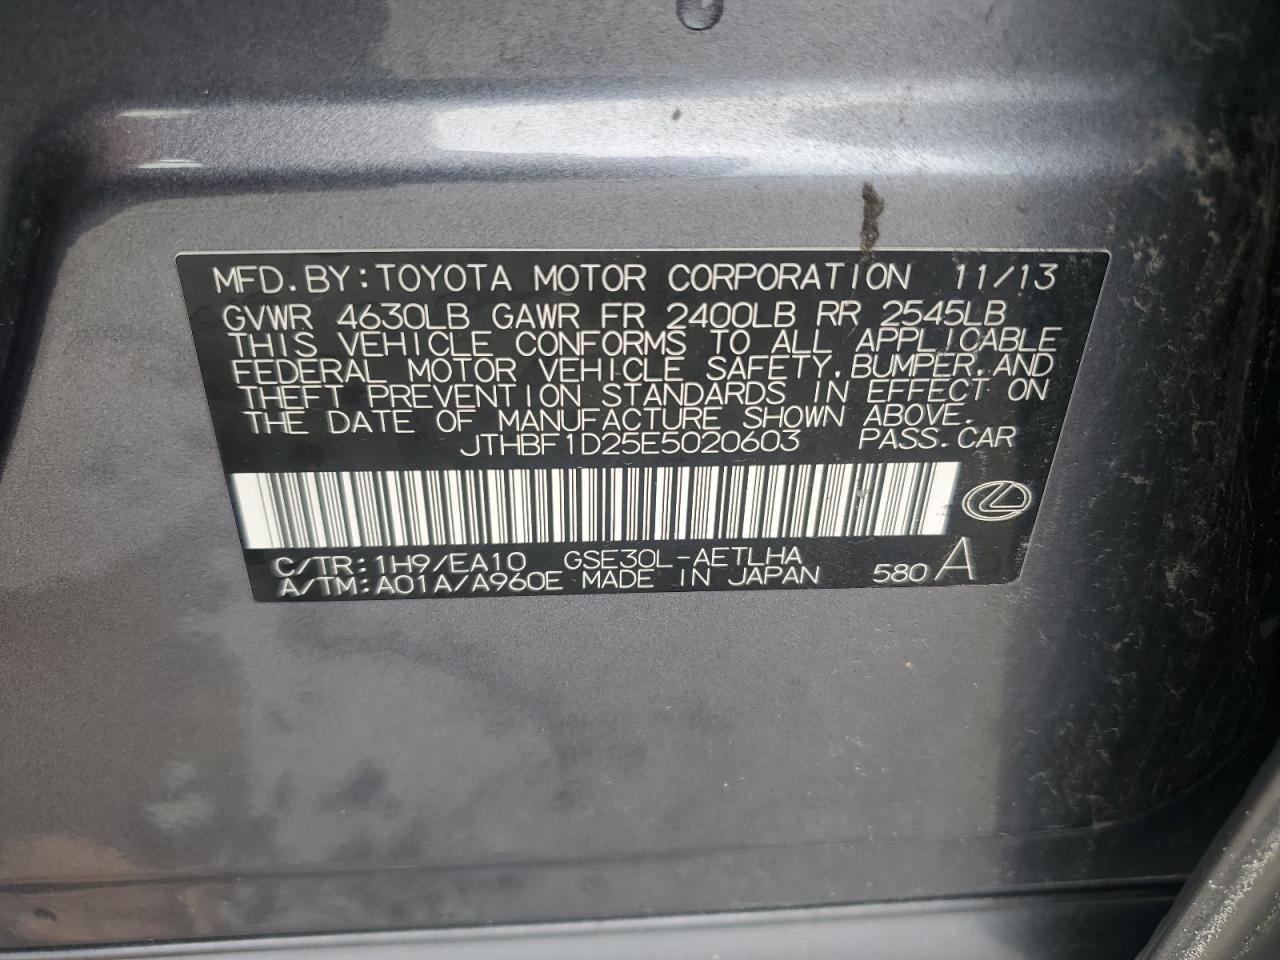 MFD. BY: TOYOTA MOTOR CORPORATION 11/13
GVWR 4630LB GAWR FR 2400LB RR 2545LB
THIS VEHICLE CONFORMS TO ALL APPLICABLE
FEDERAL MOTOR VEHICLE SAFETY, BUMPER, AND
THEFT PREVENTION STANDARDS IN EFFECT ON
THE DATE OF MANUFACTURE SHOWN ABOVE.
JTHBF1D25E5020603 PASS. CAR
C/TR: 1H9/EA10 GSE30L-AETLHA
A/TM: A01A/A960E MADE IN JAPAN 580 A